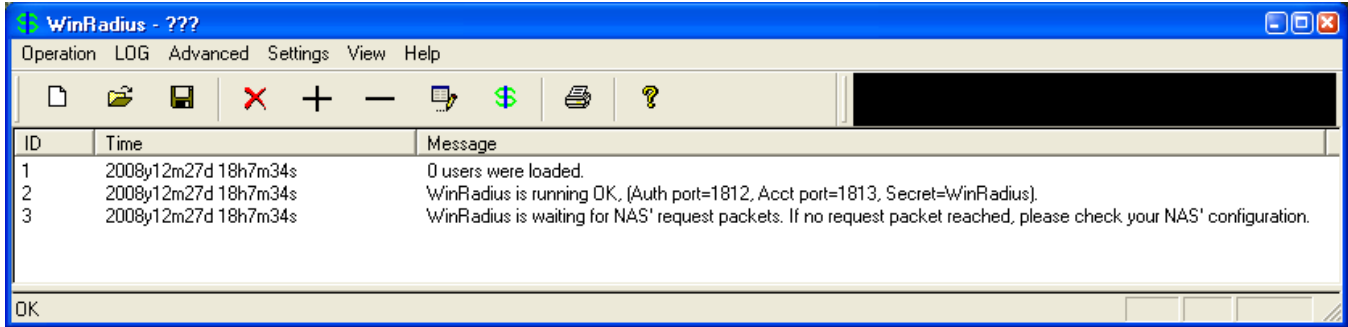 WinRadius - ???
Operation LOG Advanced Settings View Help
ID Time Message
1 2008y12m27d 18h7m34s 0 users were loaded.
2 2008y12m27d 18h7m34s WinRadius is running OK, (Auth port=1812, Acct port=1813, Secret=WinRadius).
3 2008y12m27d 18h7m34s WinRadius is waiting for NAS' request packets. If no request packet reached, please check your NAS' configuration.
OK